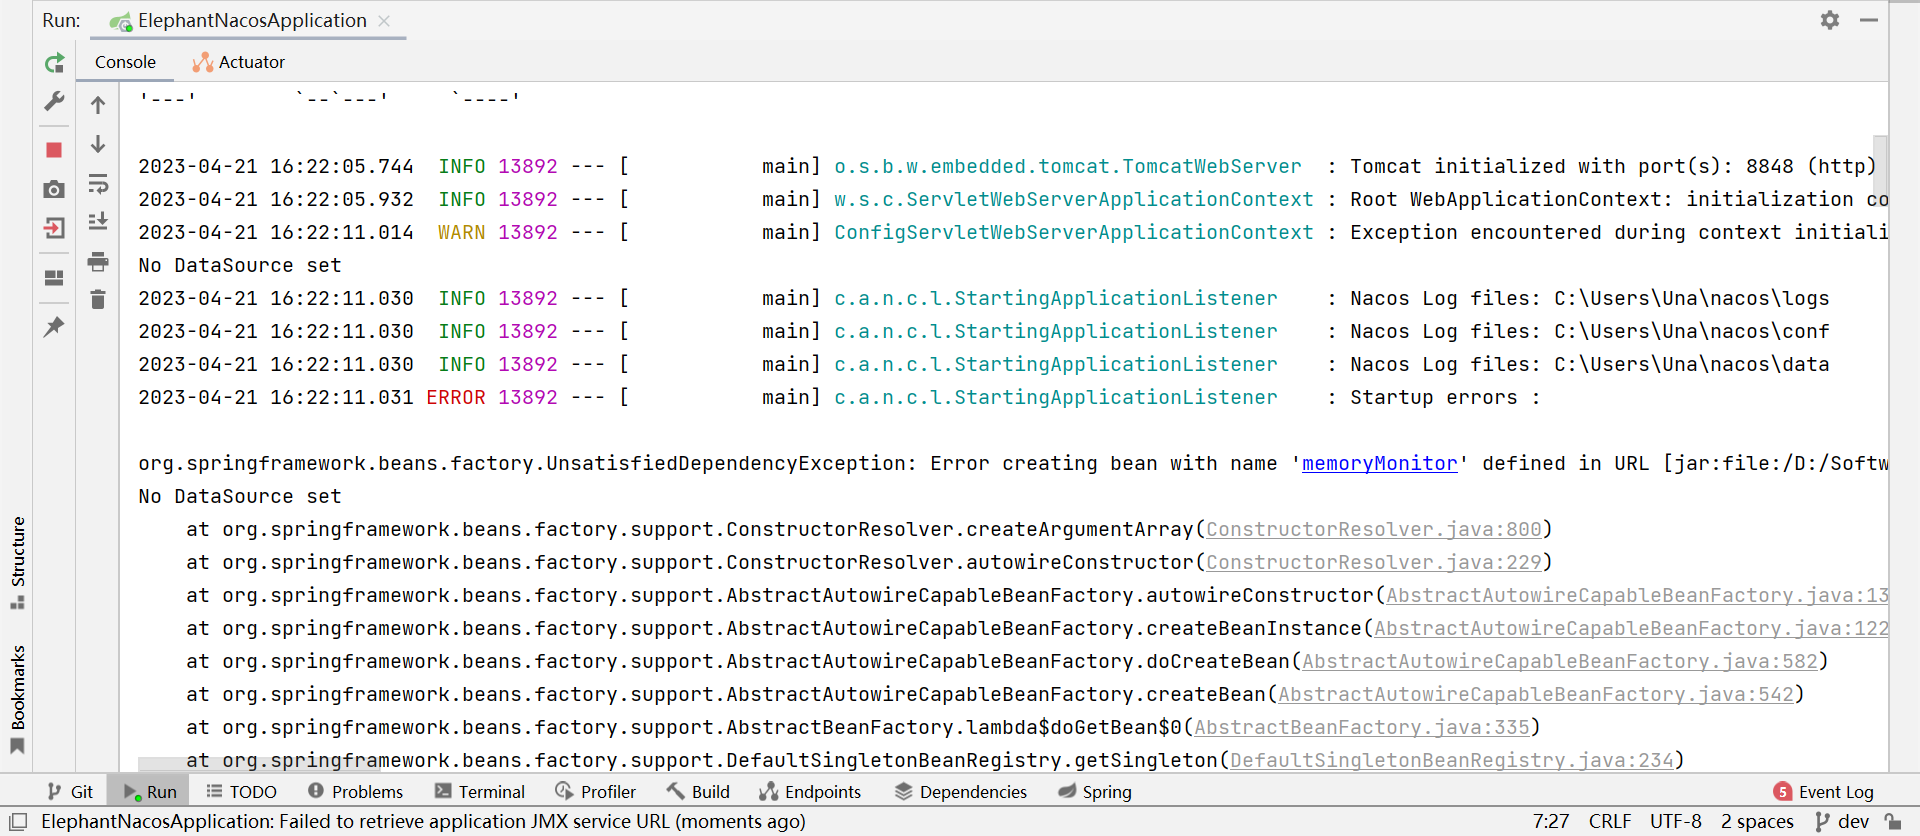 Run: ElephantNacosApplication
Console Actuator
'---' `--`---' `----'
2023-04-21 16:22:05.744 INFO 13892 --- [ main] o.s.b.w.embedded.tomcat.TomcatWebServer : Tomcat initialized with port(s): 8848 (http)
2023-04-21 16:22:05.932 INFO 13892 --- [ main] w.s.c.ServletWebServerApplicationContext : Root WebApplicationContext: initialization co
2023-04-21 16:22:11.014 WARN 13892 --- [ main] ConfigServletWebServerApplicationContext : Exception encountered during context initiali
No DataSource set
2023-04-21 16:22:11.030 INFO 13892 --- [ main] c.a.n.c.l.StartingApplicationListener : Nacos Log files: C:\Users\Una\nacos\logs
2023-04-21 16:22:11.030 INFO 13892 --- [ main] c.a.n.c.l.StartingApplicationListener : Nacos Log files: C:\Users\Una\nacos\conf
2023-04-21 16:22:11.030 INFO 13892 --- [ main] c.a.n.c.l.StartingApplicationListener : Nacos Log files: C:\Users\Una\nacos\data
2023-04-21 16:22:11.031 ERROR 13892 --- [ main] c.a.n.c.l.StartingApplicationListener : Startup errors :
org.springframework.beans.factory.UnsatisfiedDependencyException: Error creating bean with name 'memoryMonitor' defined in URL [jar:file:/D:/Softw
No DataSource set
at org.springframework.beans.factory.support.ConstructorResolver.createArgumentArray(ConstructorResolver.java:800)
at org.springframework.beans.factory.support.ConstructorResolver.autowireConstructor(ConstructorResolver.java:229)
at org.springframework.beans.factory.support.AbstractAutowireCapableBeanFactory.autowireConstructor(AbstractAutowireCapableBeanFactory.java:13
at org.springframework.beans.factory.support.AbstractAutowireCapableBeanFactory.createBeanInstance(AbstractAutowireCapableBeanFactory.java:122
at org.springframework.beans.factory.support.AbstractAutowireCapableBeanFactory.doCreateBean(AbstractAutowireCapableBeanFactory.java:582)
at org.springframework.beans.factory.support.AbstractAutowireCapableBeanFactory.createBean(AbstractAutowireCapableBeanFactory.java:542)
at org.springframework.beans.factory.support.AbstractBeanFactory.lambda$doGetBean$0(AbstractBeanFactory.java:335)
at org.springframework.beans.factory.support.DefaultSingletonBeanRegistry.getSingleton(DefaultSingletonBeanRegistry.java:234)
Structure
Bookmarks
Git Run TODO Problems Terminal Profiler Build Endpoints Dependencies Spring 5 Event Log
ElephantNacosApplication: Failed to retrieve application JMX service URL (moments ago) 7:27 CRLF UTF-8 2 spaces dev